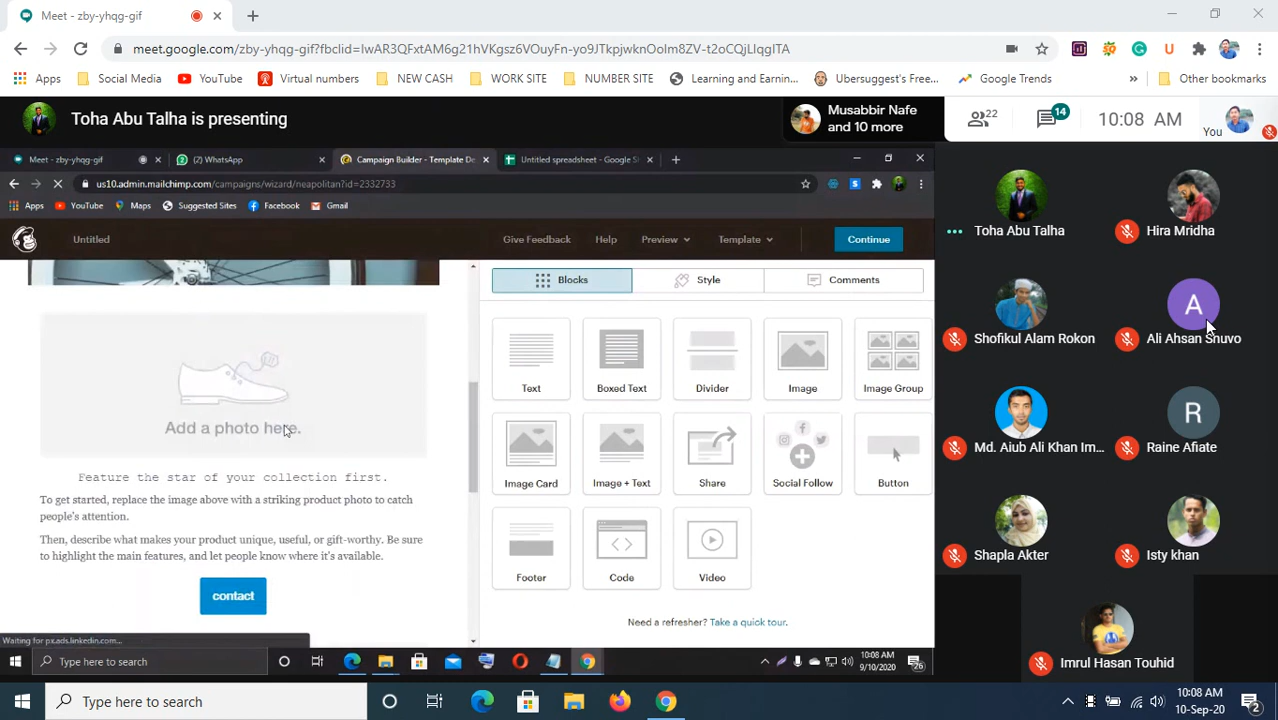 Meet - zby-yhqg-gif
meet.google.com/zby-yhqg-gif?fbclid=IwAR3QFxtAM6g21hVKgsz6VOuyFn-yo9JTkpjwknOolm8ZV-t2oCQjLlqglTA
Apps Social Media YouTube Virtual numbers NEW CASH WORK SITE NUMBER SITE Learning and Earnin... Ubersuggest's Free... Google Trends » Other bookmarks
Toha Abu Talha is presenting
Musabbir Nafe
and 10 more
22
14
10:08 AM
You
Meet - zby-yhqg-gif
(2) WhatsApp
Campaign Builder - Template De
Untitled spreadsheet - Google S
us10.admin.mailchimp.com/campaigns/wizard/neapolitan?id=2332733
Apps YouTube Maps Suggested Sites Facebook Gmail
Untitled Give Feedback Help Preview Template Continue
Blocks Style Comments
Add a photo here.
Feature the star of your collection first.
To get started, replace the image above with a striking product photo to catch
people's attention.
Then, describe what makes your product unique, useful, or gift-worthy. Be sure
to highlight the main features, and let people know where it's available.
contact
Text Boxed Text Divider Image Image Group
Image Card Image + Text Share Social Follow Button
Footer Code Video
Need a refresher? Take a quick tour.
Waiting for px.ads.linkedin.com...
Type here to search
10:08 AM
9/10/2020
26
Toha Abu Talha
Hira Mridha
Shofikul Alam Rokon
A
Ali Ahsan Shuvo
Md. Aiub Ali Khan Im...
R
Raine Afiate
Shapla Akter
Isty khan
Imrul Hasan Touhid
Type here to search
10:08 AM
10-Sep-20
2